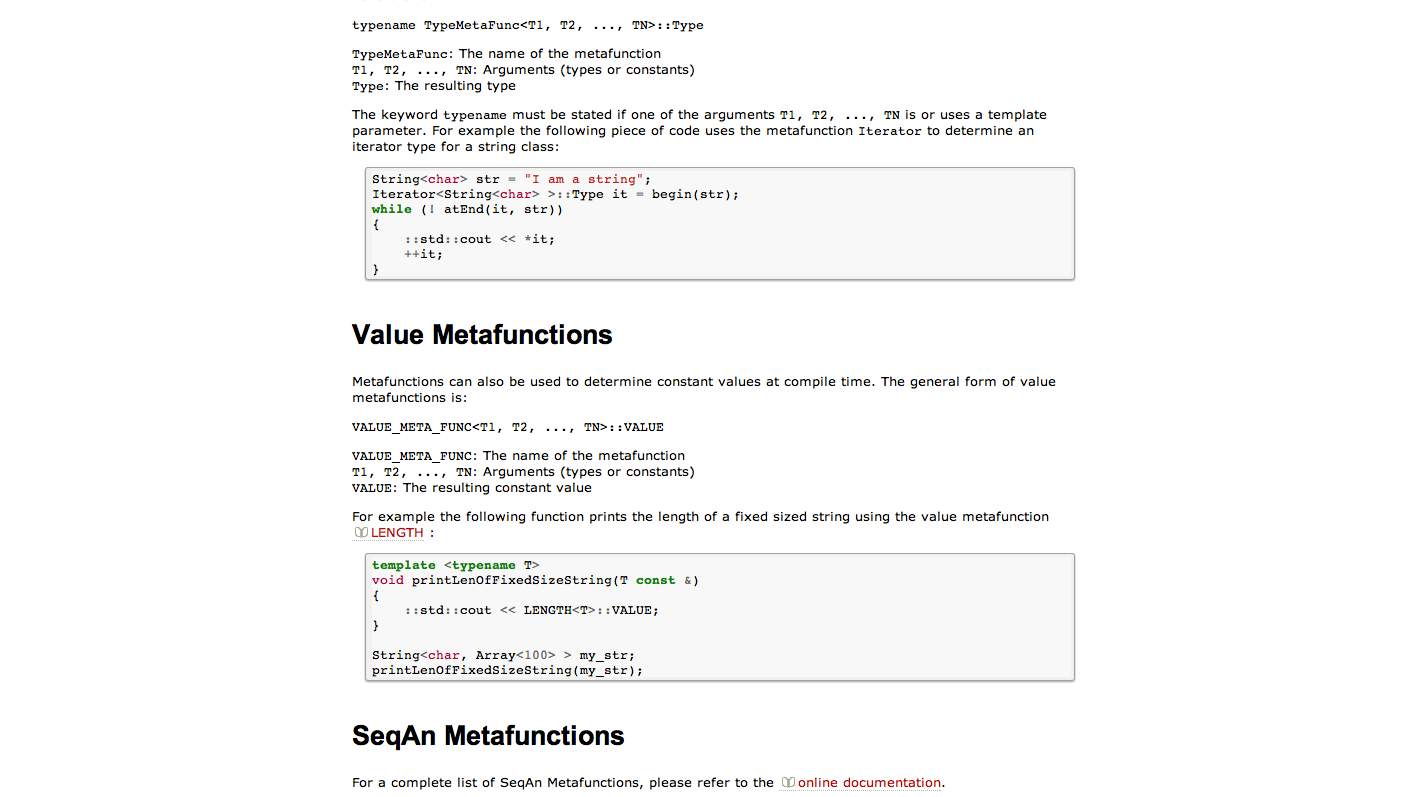 typename TypeMetaFunc<T1, T2, ..., TN>::Type
TypeMetaFunc: The name of the metafunction
T1, T2, ..., TN: Arguments (types or constants)
Type: The resulting type
The keyword typename must be stated if one of the arguments T1, T2, ..., TN is or uses a template
parameter. For example the following piece of code uses the metafunction Iterator to determine an
iterator type for a string class:
String<char> str = "I am a string";
Iterator<String<char> >::Type it = begin(str);
while (! atEnd(it, str))
{
    ::std::cout << *it;
    ++it;
}
Value Metafunctions
Metafunctions can also be used to determine constant values at compile time. The general form of value
metafunctions is:
VALUE_META_FUNC<T1, T2, ..., TN>::VALUE
VALUE_META_FUNC: The name of the metafunction
T1, T2, ..., TN: Arguments (types or constants)
VALUE: The resulting constant value
For example the following function prints the length of a fixed sized string using the value metafunction
LENGTH :
template <typename T>
void printLenOfFixedSizeString(T const &)
{
    ::std::cout << LENGTH<T>::VALUE;
}
String<char, Array<100> > my_str;
printLenOfFixedSizeString(my_str);
SeqAn Metafunctions
For a complete list of SeqAn Metafunctions, please refer to the online documentation.